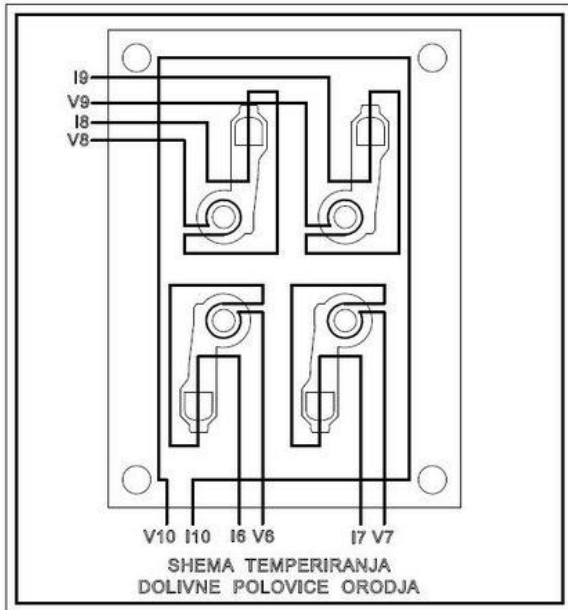 I9
V9
I8
V8
V10 I10 I6 V6 I7 V7
SHEMA TEMPERIRANJA
DOLIVNE POLOVICE ORODJA